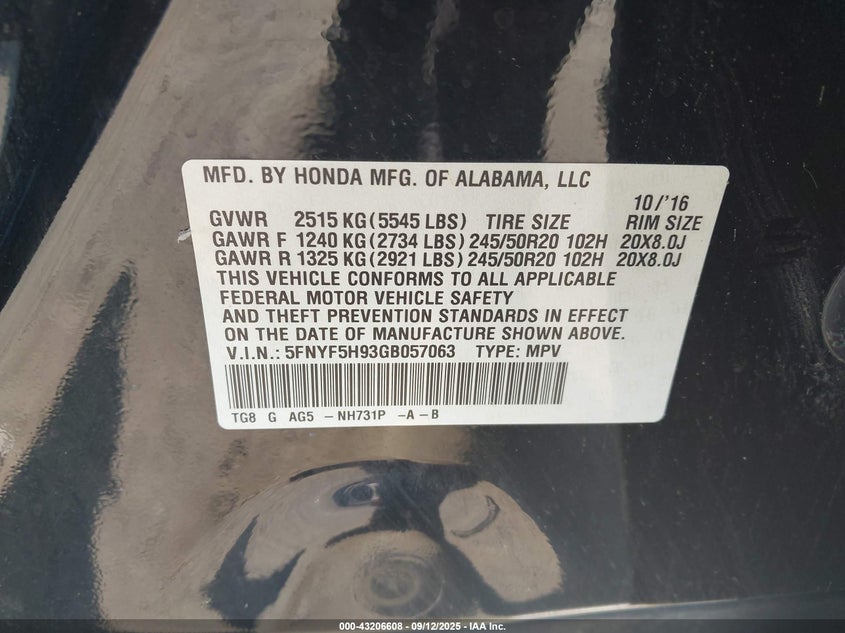 MFD. BY HONDA MFG. OF ALABAMA, LLC
10/'16
GVWR 2515 KG (5545 LBS) TIRE SIZE RIM SIZE
GAWR F 1240 KG (2734 LBS) 245/50R20 102H 20X8.0J
GAWR R 1325 KG (2921 LBS) 245/50R20 102H 20X8.0J
THIS VEHICLE CONFORMS TO ALL APPLICABLE
FEDERAL MOTOR VEHICLE SAFETY
AND THEFT PREVENTION STANDARDS IN EFFECT
ON THE DATE OF MANUFACTURE SHOWN ABOVE.
V.I.N.: 5FNYF5H93GB057063 TYPE: MPV
TG8 G AG5 - NH731P - A - B
000-43206608 - 09/12/2025 - IAA Inc.